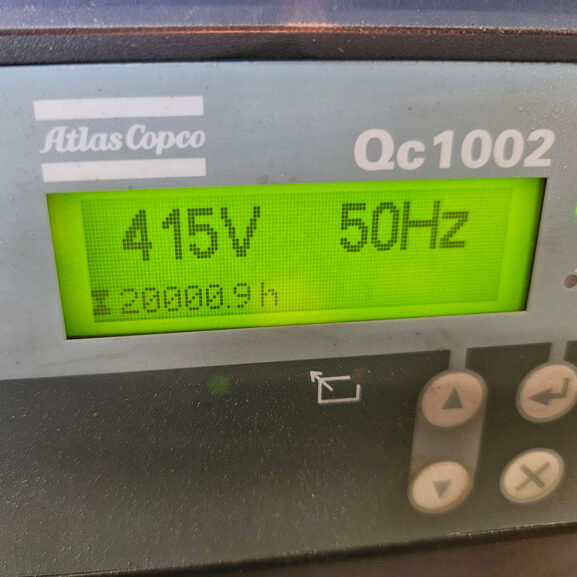 Atlas Copco
Qc1002
415V 50Hz
20000.9h